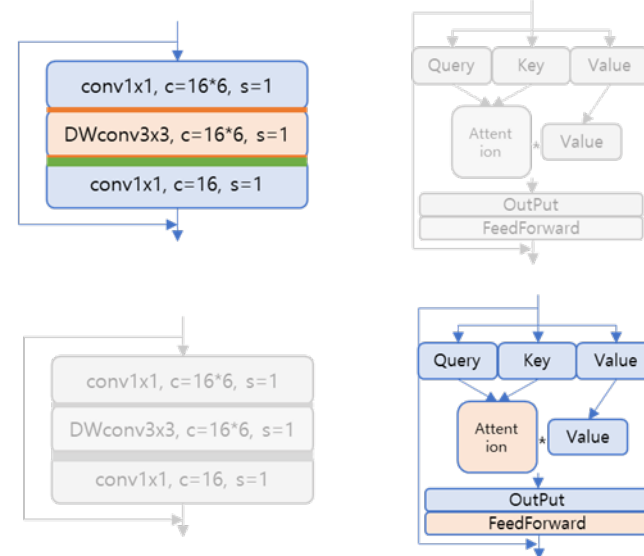 conv1x1, c=16*6, s=1
DWconv3x3, c=16*6, s=1
conv1x1, c=16, s=1
Query Key Value
Attent
ion
* Value
OutPut
FeedForward
conv1x1, c=16*6, s=1
DWconv3x3, c=16*6, s=1
conv1x1, c=16, s=1
Query Key Value
Attent
ion
* Value
OutPut
FeedForward